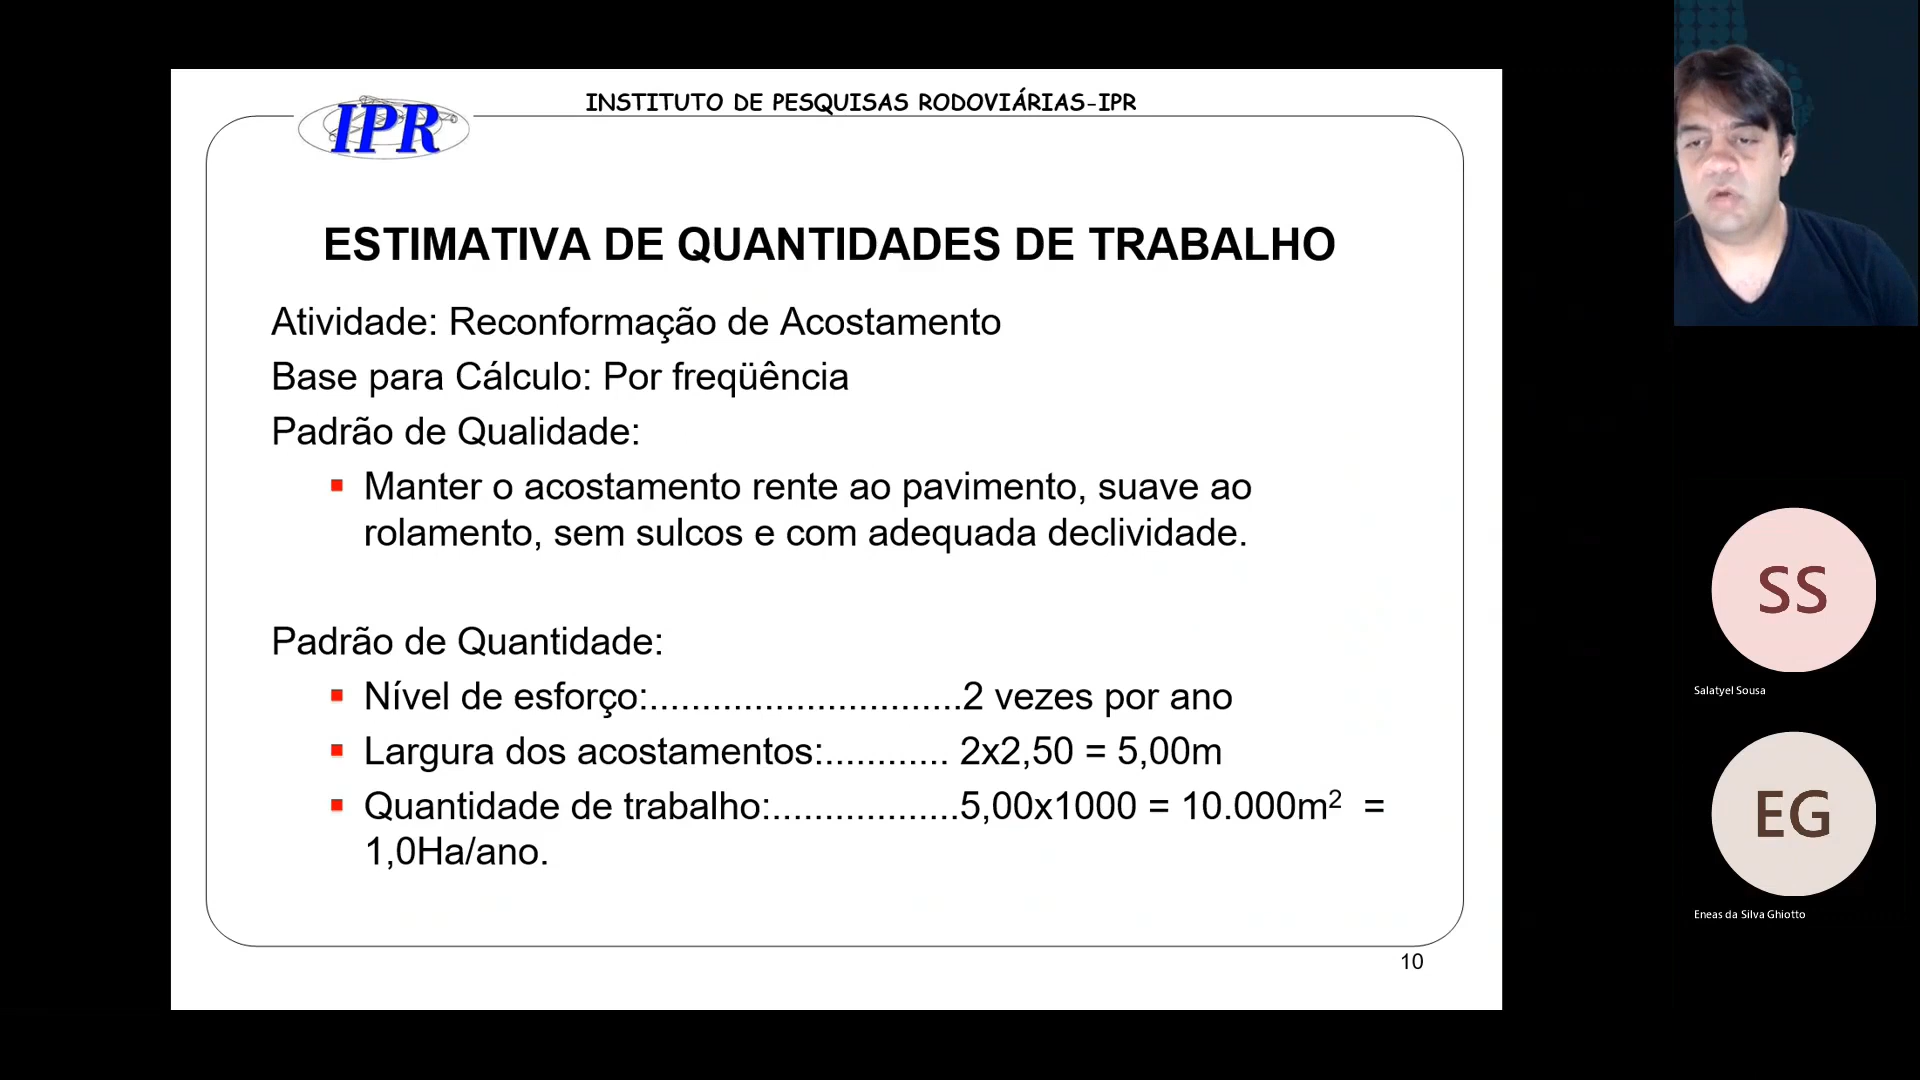 INSTITUTO DE PESQUISAS RODOVIÁRIAS-IPR
IPR
ESTIMATIVA DE QUANTIDADES DE TRABALHO
Atividade: Reconformação de Acostamento
Base para Cálculo: Por freqüência
Padrão de Qualidade:
Manter o acostamento rente ao pavimento, suave ao
rolamento, sem sulcos e com adequada declividade.
Padrão de Quantidade:
Nível de esforço:..............................2 vezes por ano
Largura dos acostamentos:............ 2x2,50 = 5,00m
Quantidade de trabalho:..................5,00x1000 = 10.000m² =
1,0Ha/ano.
10
SS
Salatyel Sousa
EG
Eneas da Silva Ghiotto